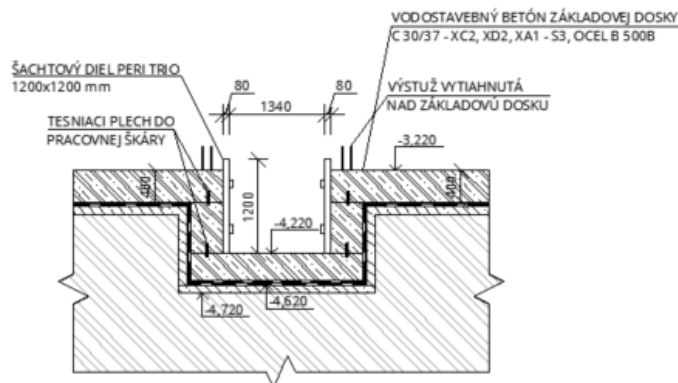 VODOSTAVEBNÝ BETÓN ZÁKLADOVEJ DOSKY
C 30/37 - XC2, XD2, XA1 - S3, OCEL B 500B
ŠACHTOVÝ DIEL PERI TRIO
1200x1200 mm
80
80
1340
VÝSTUŽ VYTIAHNUTÁ
NAD ZÁKLADOVÚ DOSKU
TESNIACI PLECH DO
PRACOVNEJ ŠKÁRY
-3,220
400
1200
400
-4,220
-4,720
-4,620